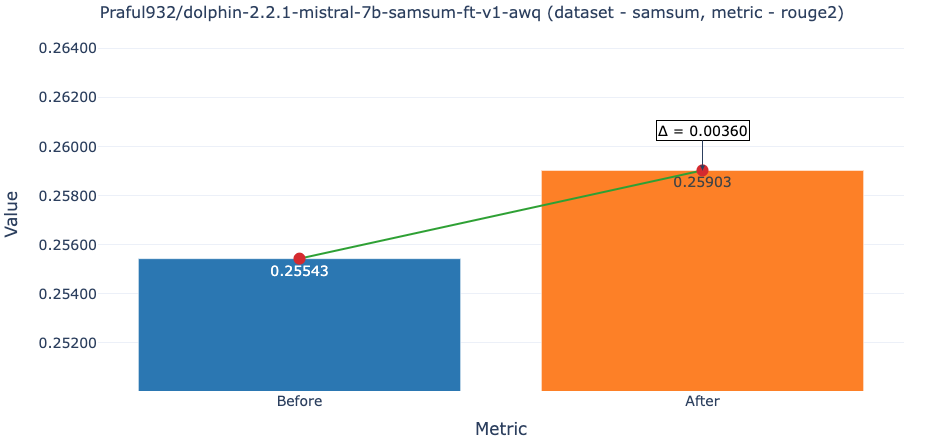 Praful932/dolphin-2.2.1-mistral-7b-samsum-ft-v1-awq (dataset - samsum, metric - rouge2)
0.26400
0.26200
0.26000
0.25800
0.25600
0.25400
0.25200
Value
Δ = 0.00360
0.25903
0.25543
Before
After
Metric